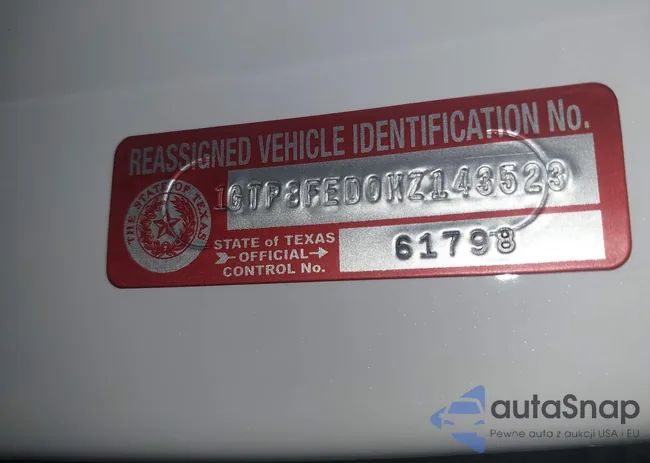 REASSIGNED VEHICLE IDENTIFICATION No.
1GTP8FED0MZ143523
THE STATE OF TEXAS
STATE of TEXAS
OFFICIAL
CONTROL No.
61798
autaSnap
Pewne auta z aukcji USA i EU